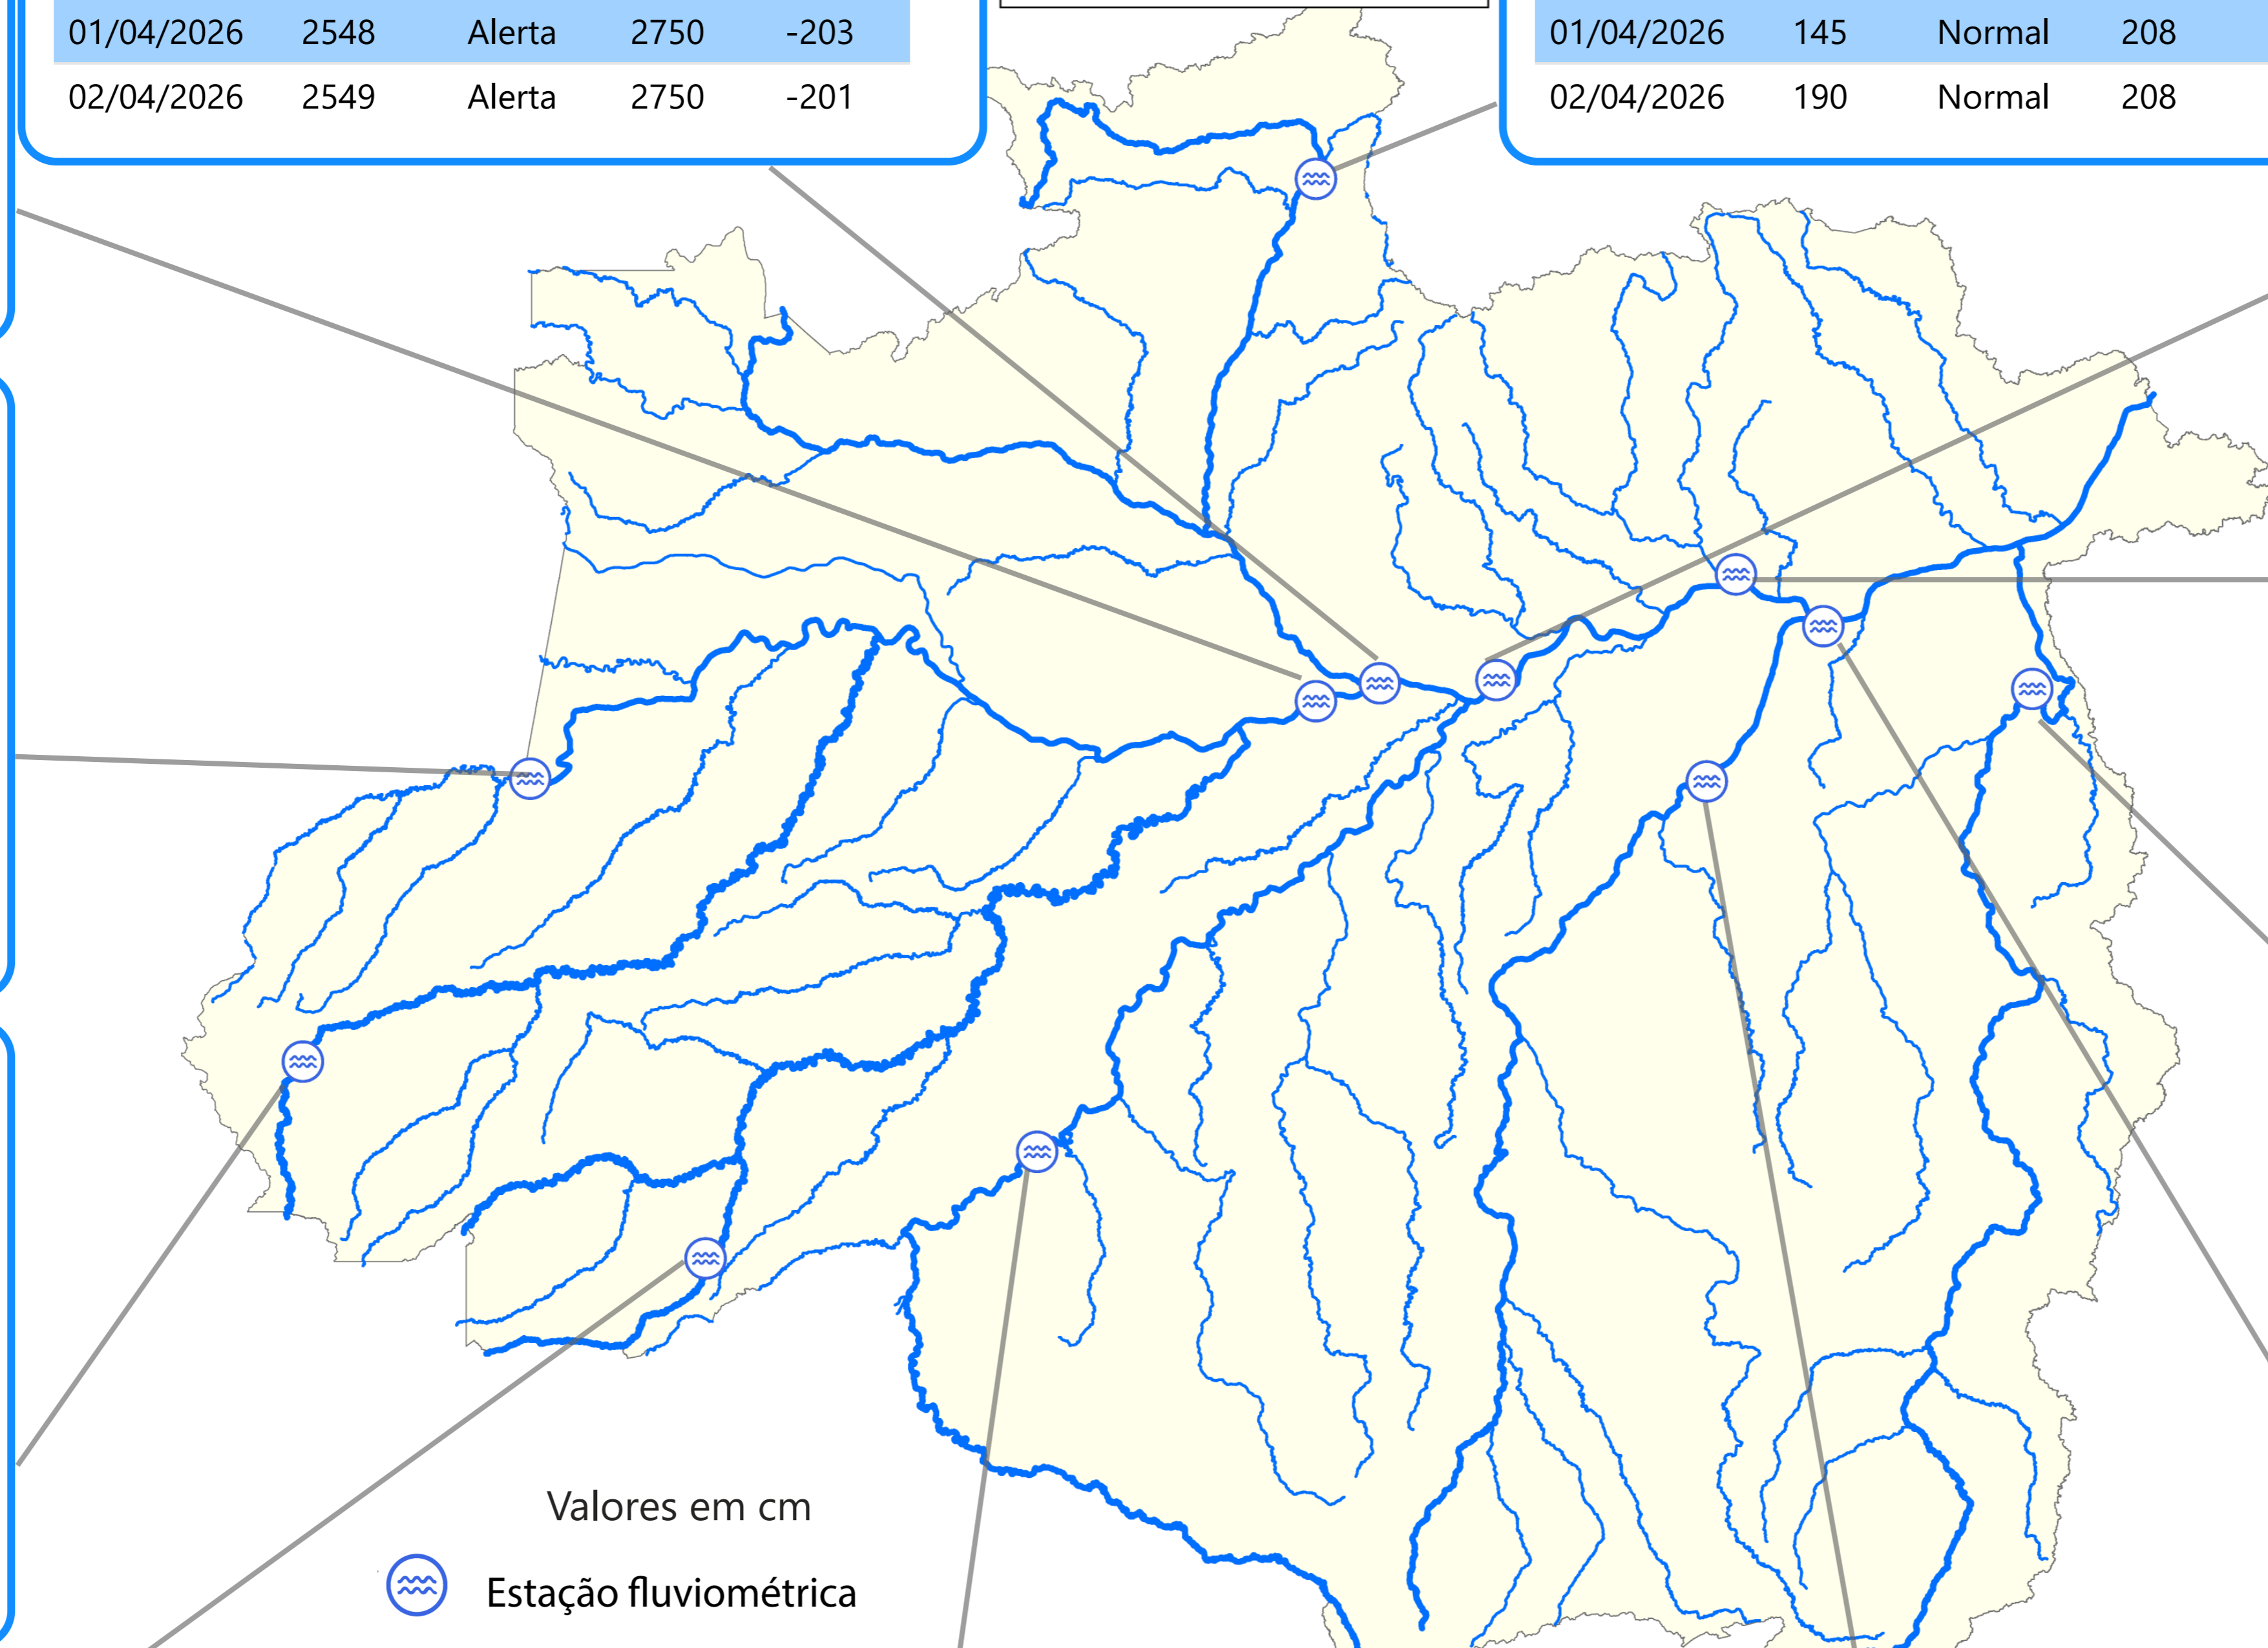 01/04/2026 2548 Alerta 2750 -203
02/04/2026 2549 Alerta 2750 -201
01/04/2026 145 Normal 208
02/04/2026 190 Normal 208
Valores em cm
Estação fluviométrica